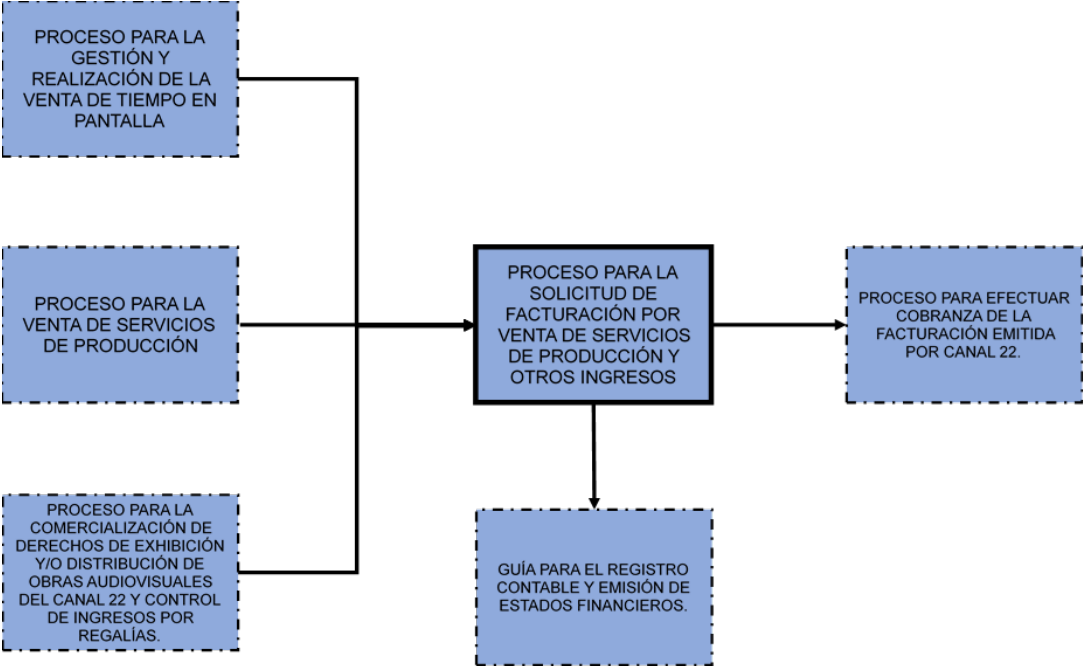 PROCESO PARA LA
GESTIÓN Y
REALIZACIÓN DE LA
VENTA DE TIEMPO EN
PANTALLA
PROCESO PARA LA
VENTA DE SERVICIOS
DE PRODUCCIÓN
PROCESO PARA LA
COMERCIALIZACIÓN DE
DERECHOS DE EXHIBICIÓN
Y/O DISTRIBUCIÓN DE
OBRAS AUDIOVISUALES
DEL CANAL 22 Y CONTROL
DE INGRESOS POR
REGALÍAS.
PROCESO PARA LA
SOLICITUD DE
FACTURACIÓN POR
VENTA DE SERVICIOS
DE PRODUCCIÓN Y
OTROS INGRESOS
PROCESO PARA EFECTUAR
COBRANZA DE LA
FACTURACIÓN EMITIDA
POR CANAL 22.
GUÍA PARA EL REGISTRO
CONTABLE Y EMISIÓN DE
ESTADOS FINANCIEROS.